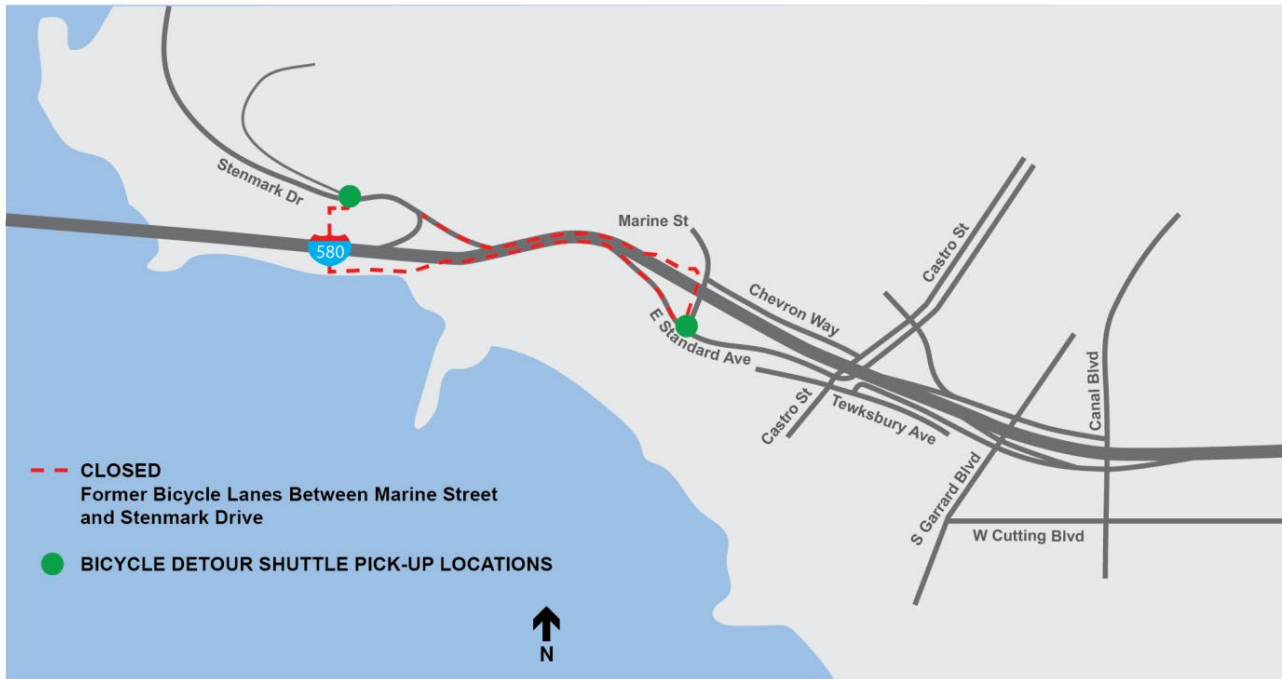 Stenmark Dr
580
Marine St
Castro St
Chevron Way
E Standard Ave
Castro St
Tewksbury Ave
Canal Blvd
S Garrard Blvd
W Cutting Blvd
CLOSED
Former Bicycle Lanes Between Marine Street
and Stenmark Drive
BICYCLE DETOUR SHUTTLE PICK-UP LOCATIONS
N